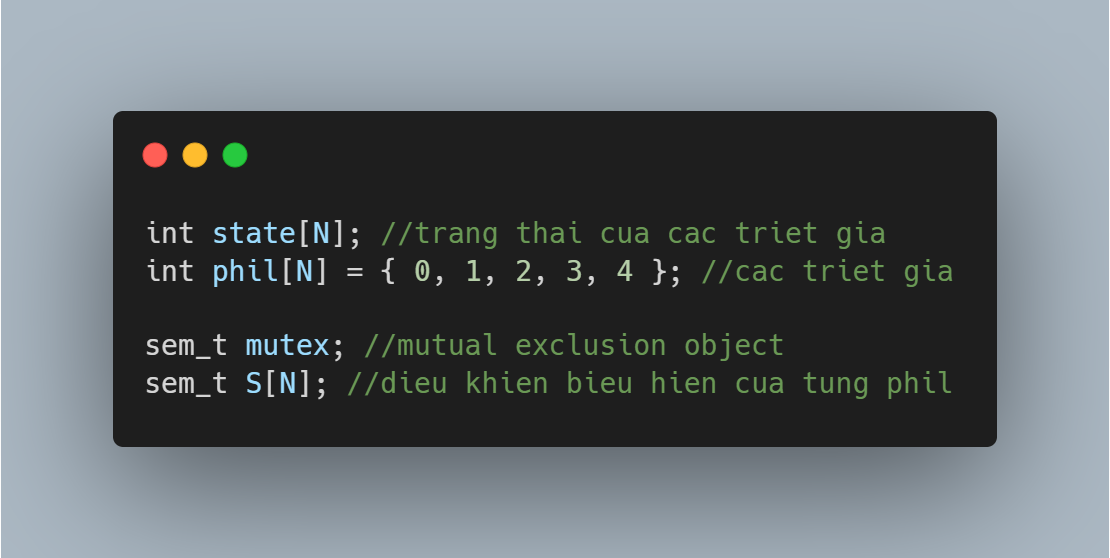 int state[N]; //trang thai cua cac triet gia
int phil[N] = { 0, 1, 2, 3, 4 }; //cac triet gia
sem_t mutex; //mutual exclusion object
sem_t S[N]; //dieu khien bieu hien cua tung phil